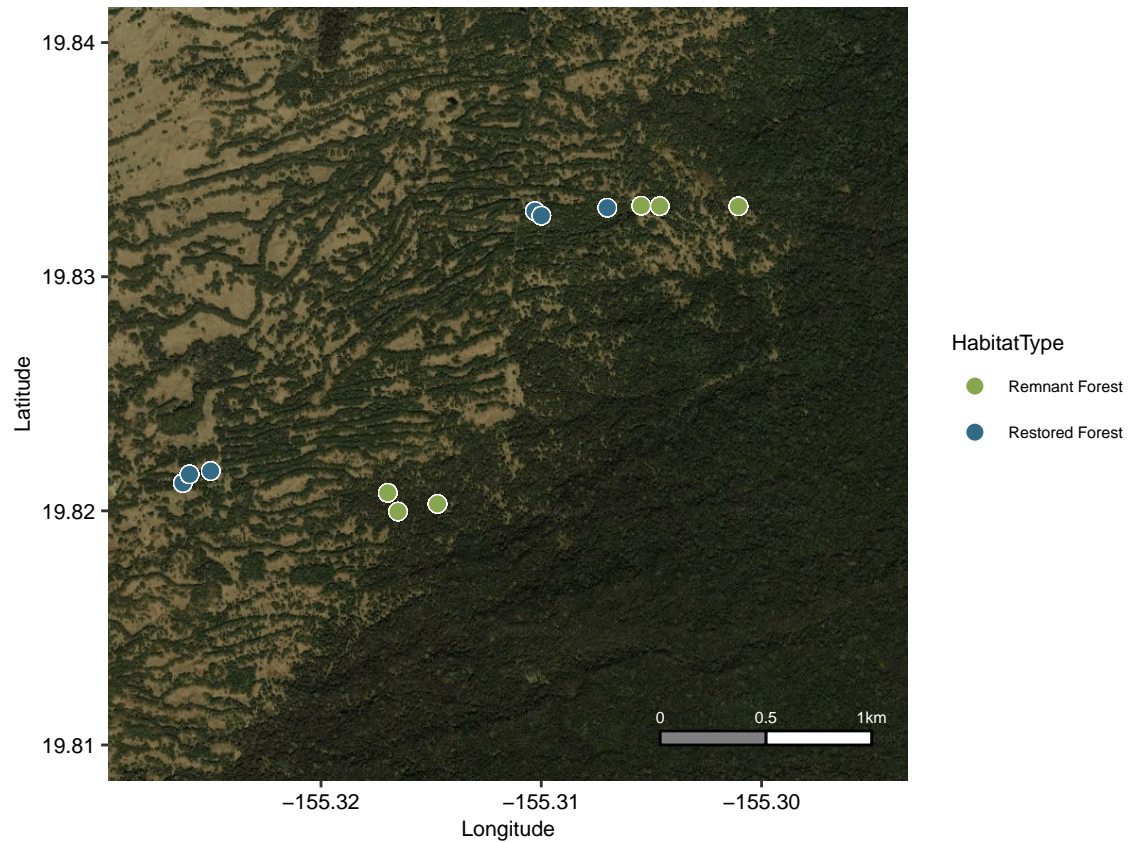 19.84
19.83
19.82
19.81
Latitude
−155.32
−155.31
−155.30
Longitude
0
0.5
1km
HabitatType
Remnant Forest
Restored Forest